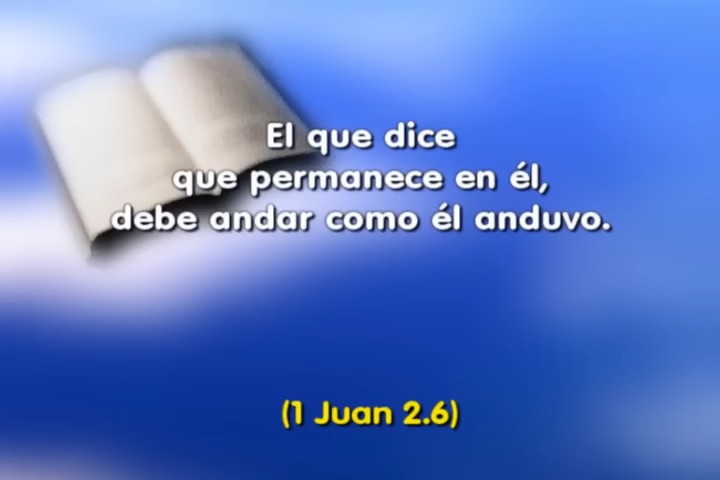 El que dice
que permanece en él,
debe andar como él anduvo.
(1 Juan 2.6)